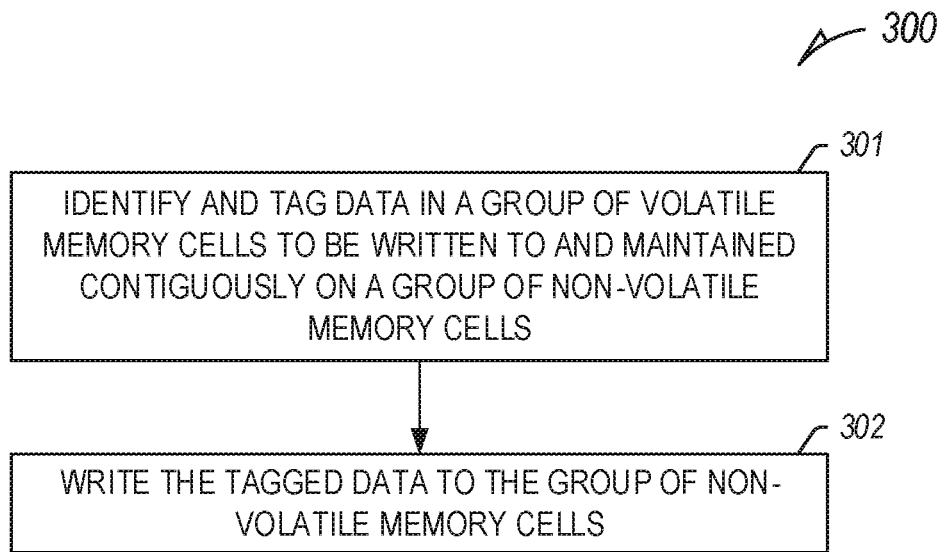 300
301
IDENTIFY AND TAG DATA IN A GROUP OF VOLATILE
MEMORY CELLS TO BE WRITTEN TO AND MAINTAINED
CONTIGUOUSLY ON A GROUP OF NON-VOLATILE
MEMORY CELLS
302
WRITE THE TAGGED DATA TO THE GROUP OF NON-
VOLATILE MEMORY CELLS